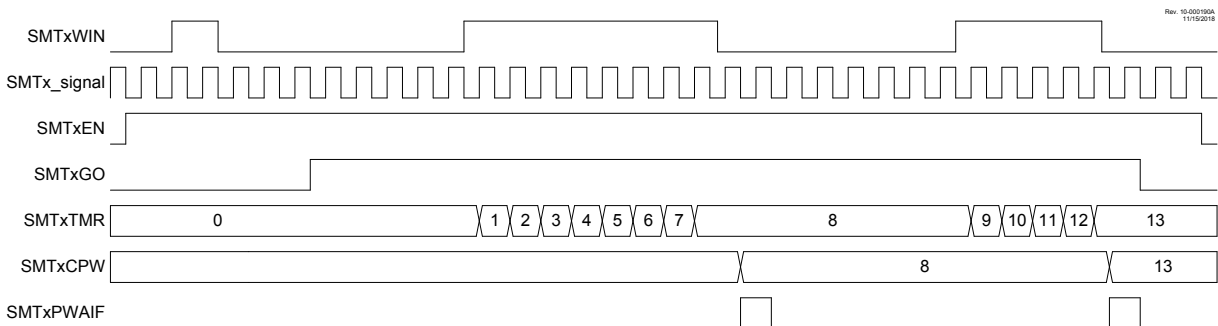 Rev. 10-000190A
11/15/2018
SMTxWIN
SMTx_signal
SMTxEN
SMTxGO
SMTxTMR 0 1 2 3 4 5 6 7 8 9 10 11 12 13
SMTxCPW 8 13
SMTxPWAIF